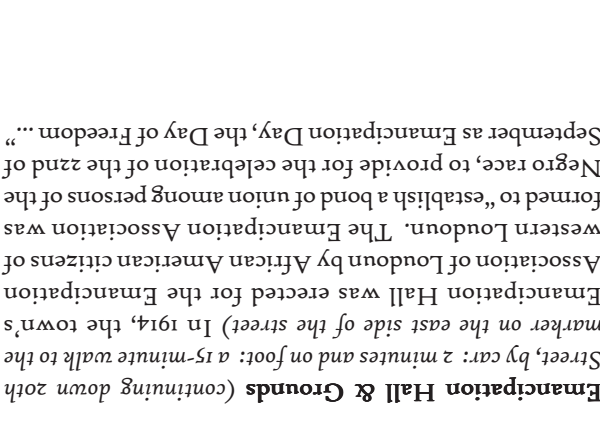 Emancipation Hall & Grounds (continuing down 20th
Street, by car: 2 minutes and on foot: a 15-minute walk to the
marker on the east side of the street) In 1914, the town's
Emancipation Hall was erected for the Emancipation
Association of Loudoun by African American citizens of
western Loudoun. The Emancipation Association was
formed to “establish a bond of union among persons of the
Negro race, to provide for the celebration of the 22nd of
September as Emancipation Day, the Day of Freedom ...”